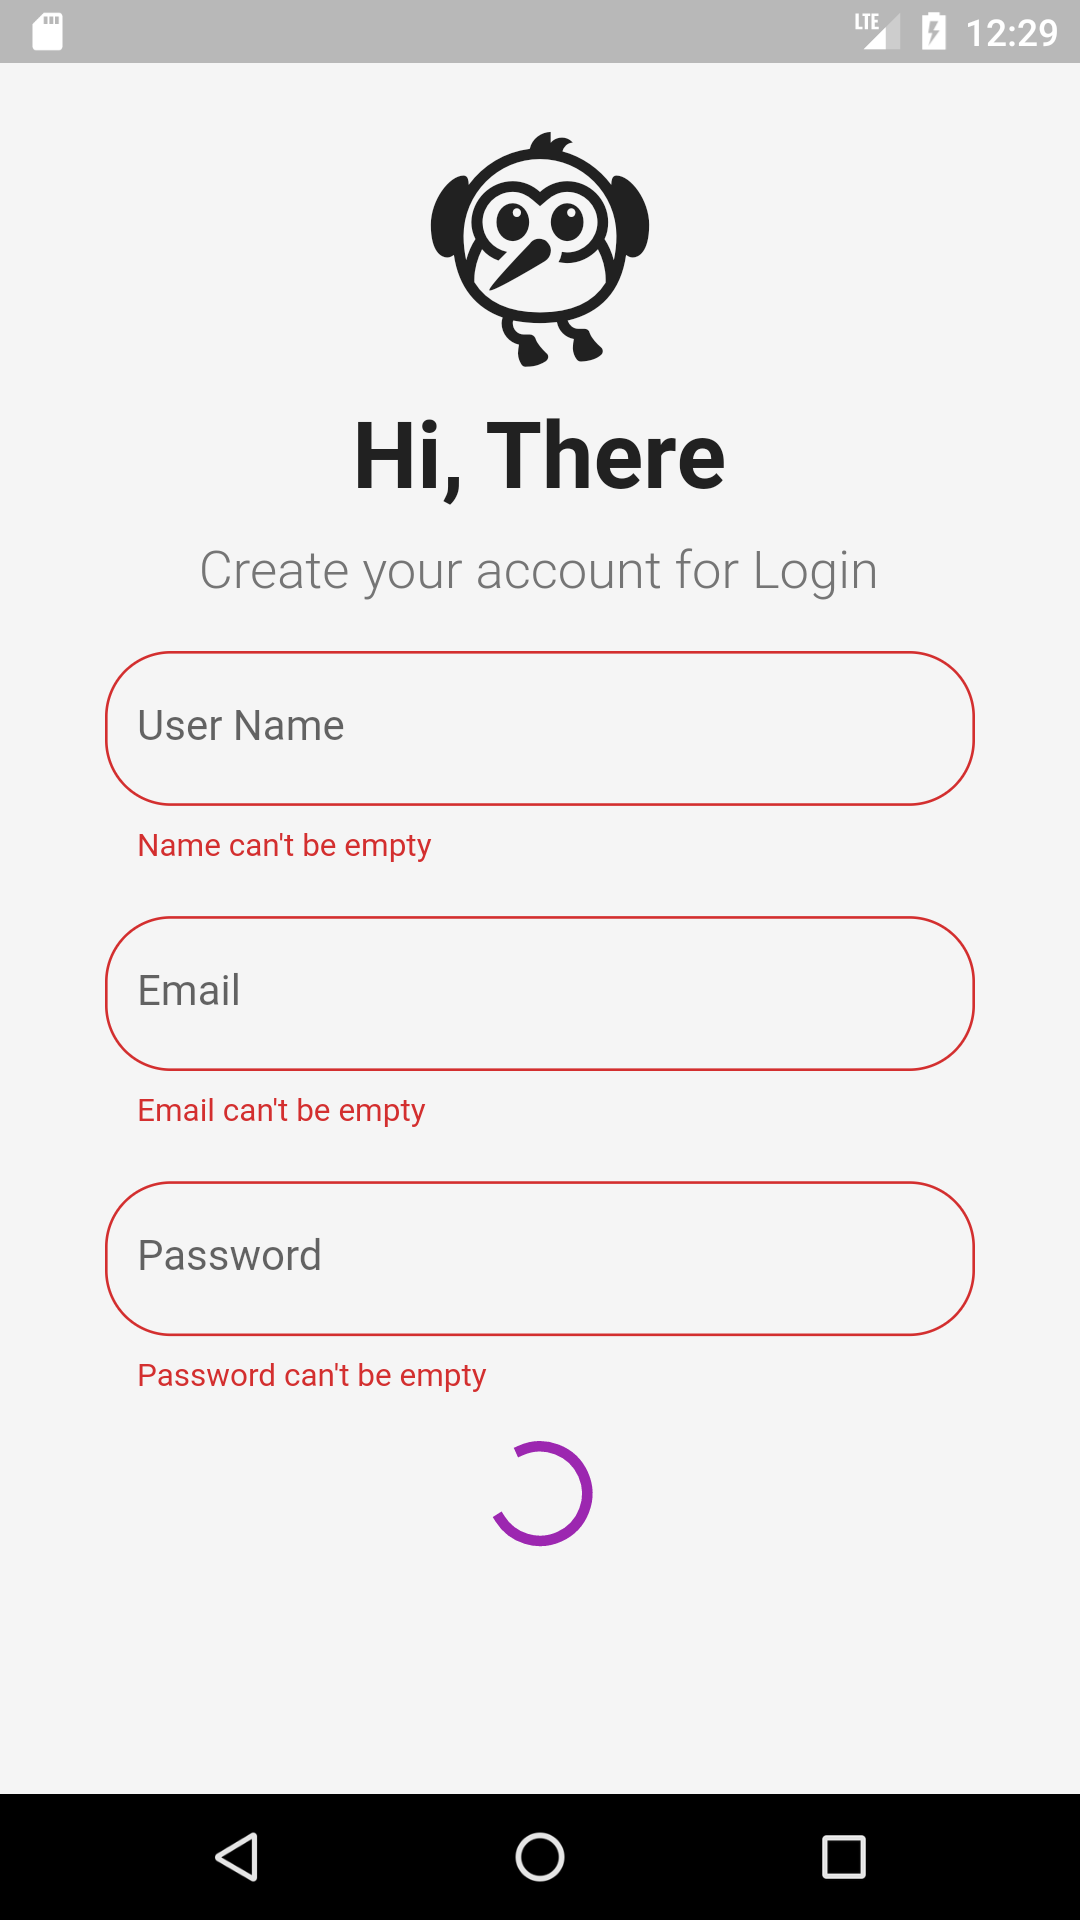 LTE 12:29
Hi, There
Create your account for Login
User Name
Name can't be empty
Email
Email can't be empty
Password
Password can't be empty